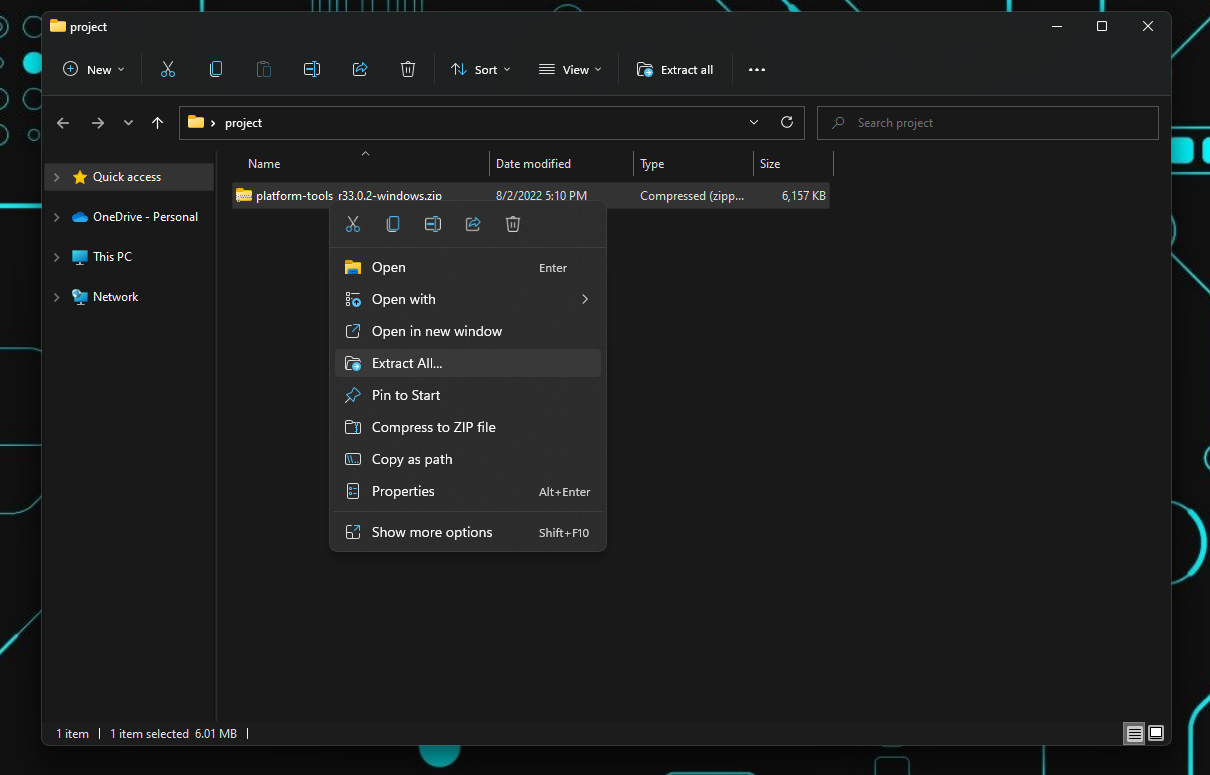 project
New
Sort
View
Extract all
project
Search project
Name Date modified Type Size
Quick access
OneDrive - Personal
This PC
Network
platform-tools_r33.0.2-windows.zip 8/2/2022 5:10 PM Compressed (zipp... 6,157 KB
Open Enter
Open with
Open in new window
Extract All...
Pin to Start
Compress to ZIP file
Copy as path
Properties Alt+Enter
Show more options Shift+F10
1 item 1 item selected 6.01 MB